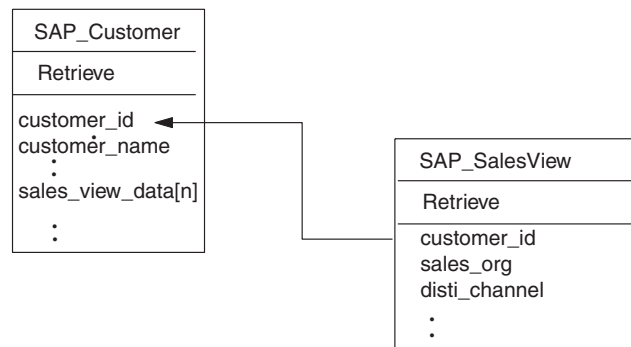 SAP_Customer
Retrieve
customer_id
customer_name
sales_view_data[n]
SAP_SalesView
Retrieve
customer_id
sales_org
disti_channel